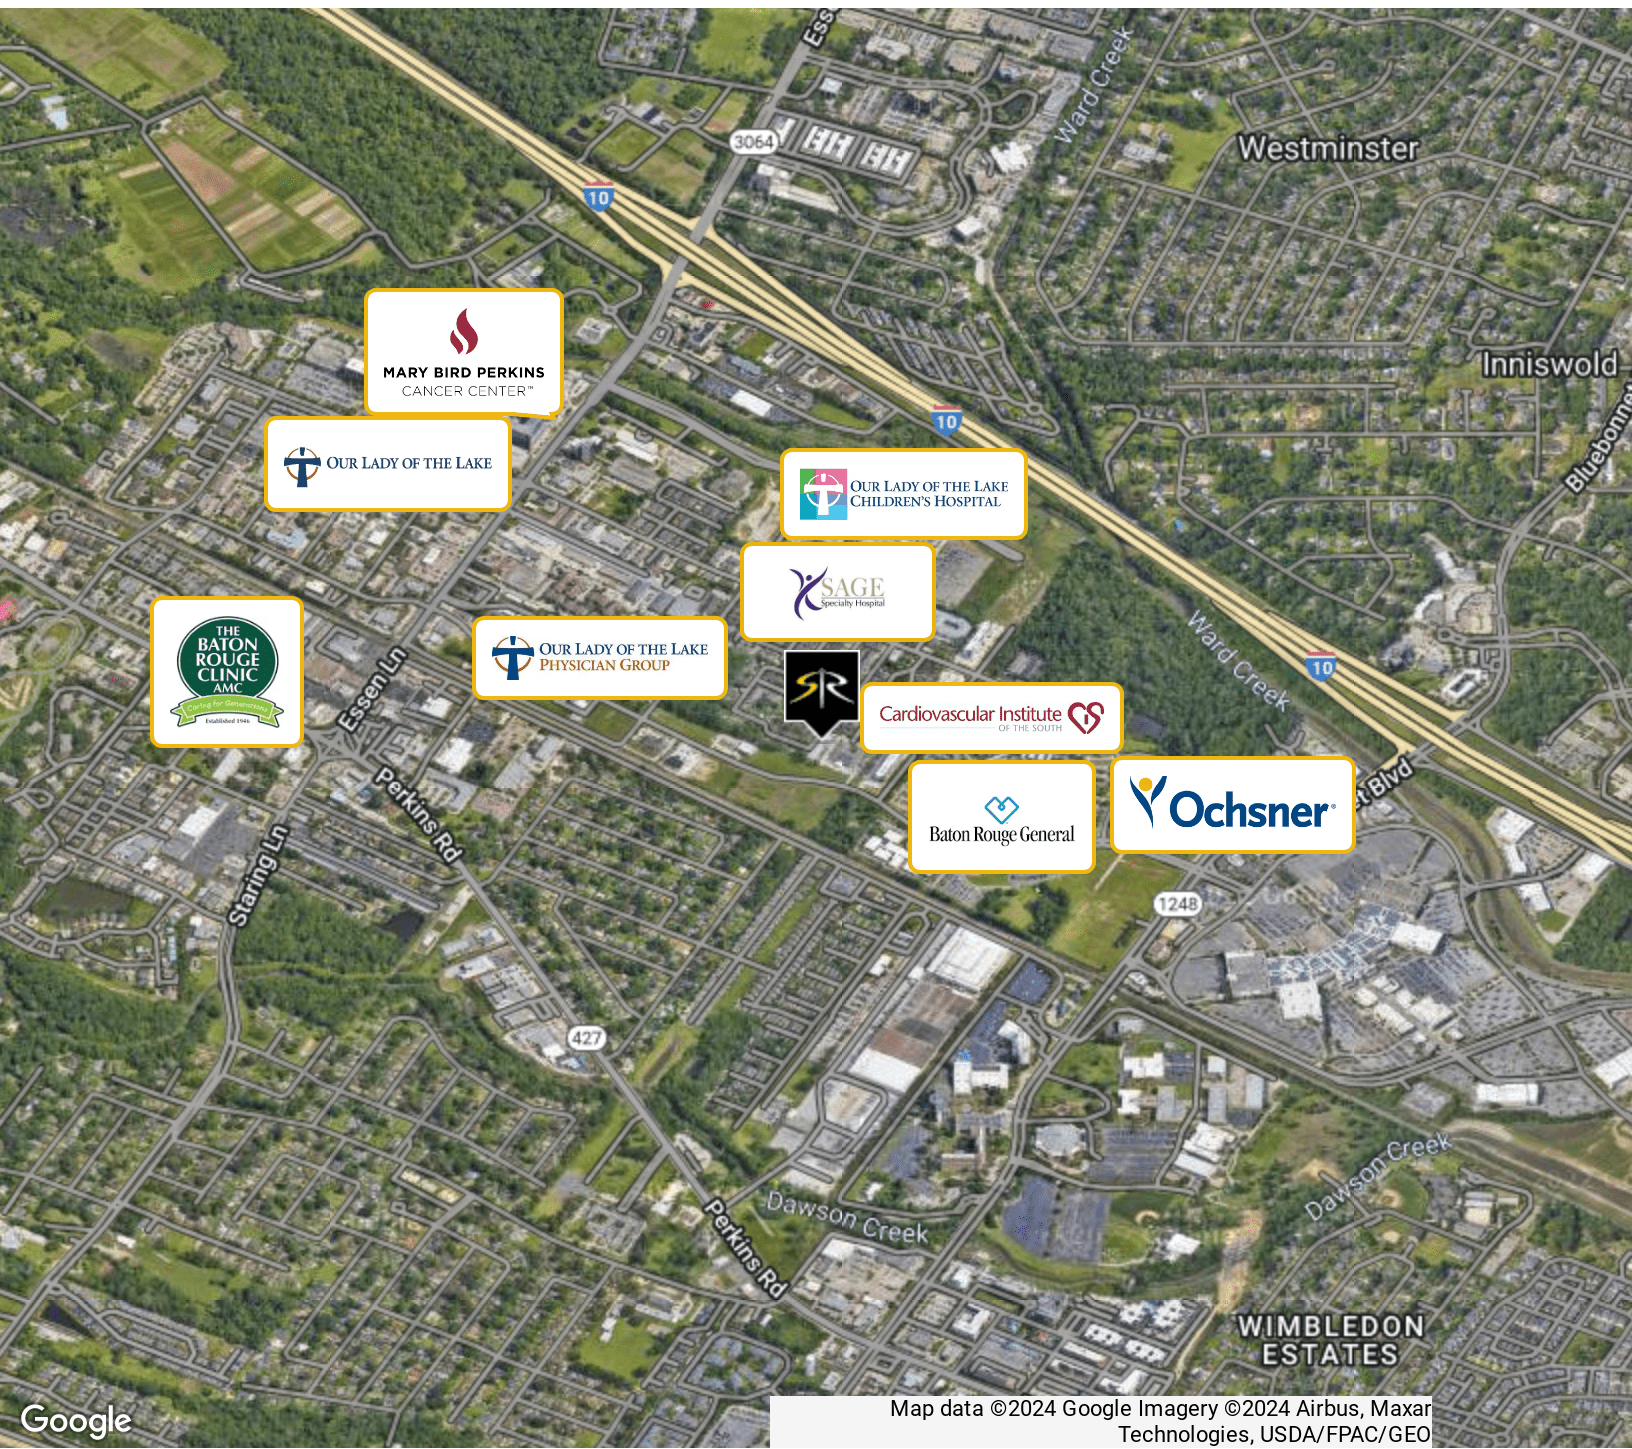 Esse
Ward Creek
3064
Westminster
10
Inniswold
MARY BIRD PERKINS
CANCER CENTER™
10
Bluebonnet
OUR LADY OF THE LAKE
OUR LADY OF THE LAKE
CHILDREN'S HOSPITAL
SAGE
Specialty Hospital
THE
BATON
ROUGE
CLINIC
AMC
Caring for Generations
Established 1946
Essen Ln
OUR LADY OF THE LAKE
PHYSICIAN GROUP
SR
Ward Creek
10
Cardiovascular Institute
OF THE SOUTH
Baton Rouge General
Ochsner®
et Blvd
Perkins Rd
Staring Ln
1248
427
Dawson Creek
Dawson Creek
Perkins Rd
WIMBLEDON
ESTATES
Google
Map data ©2024 Google Imagery ©2024 Airbus, Maxar
Technologies, USDA/FPAC/GEO